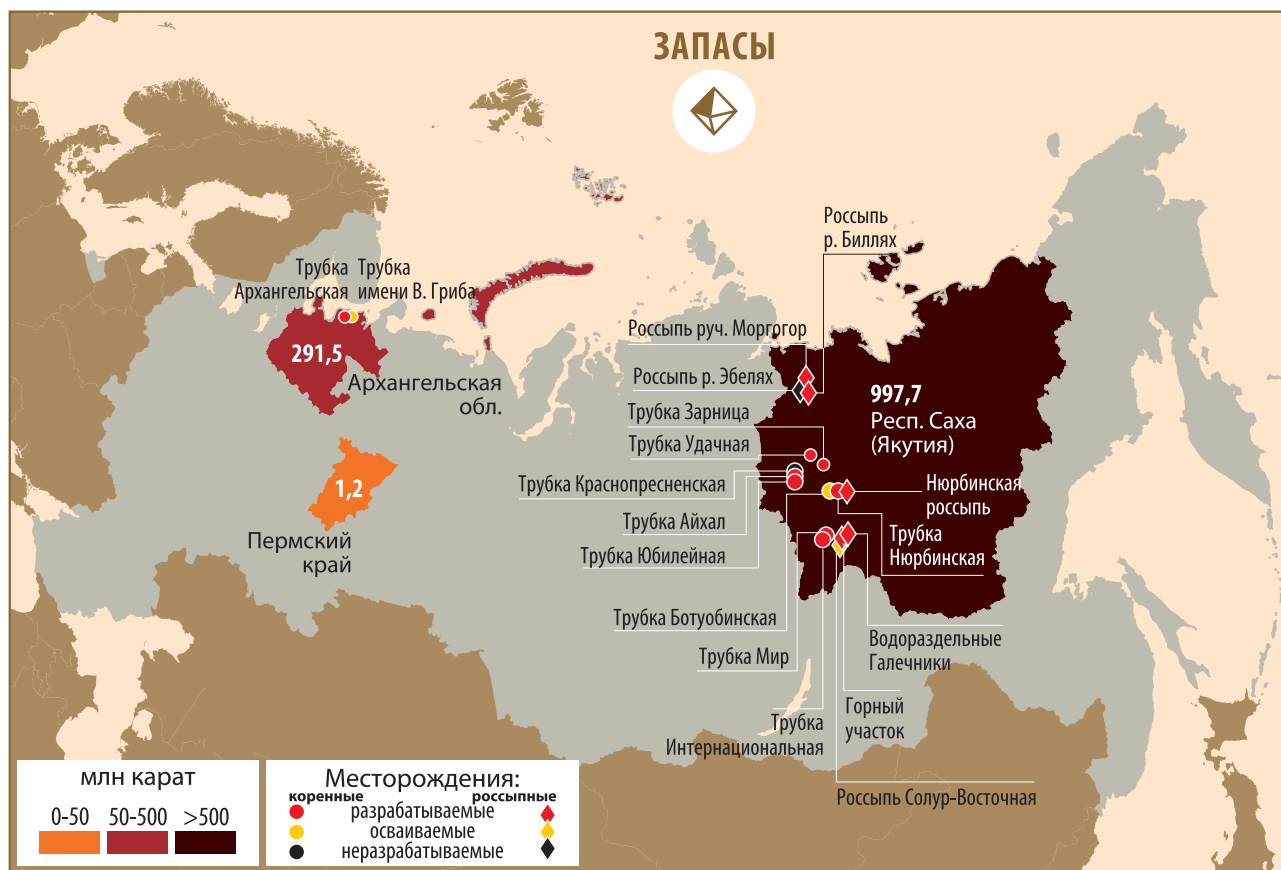 ЗАПАСЫ
Россыпь
р. Биллях
Трубка
Архангельская
Трубка
имени В. Гриба
291,5
Архангельская
обл.
Россыпь руч. Моргогор
Россыпь р. Эбелях
Трубка Зарница
Трубка Удачная
997,7
Респ. Саха
(Якутия)
1,2
Пермский
край
Трубка Краснопресненская
Трубка Айхал
Трубка Юбилейная
Нюрбинская
россыпь
Трубка
Нюрбинская
Трубка Ботуобинская
Трубка Мир
Водораздельные
Галечники
Трубка
Интернациональная
Горный
участок
Россыпь Солур-Восточная
млн карат
0-50 50-500 >500
Месторождения:
коренные россыпные
разрабатываемые
осваиваемые
неразрабатываемые